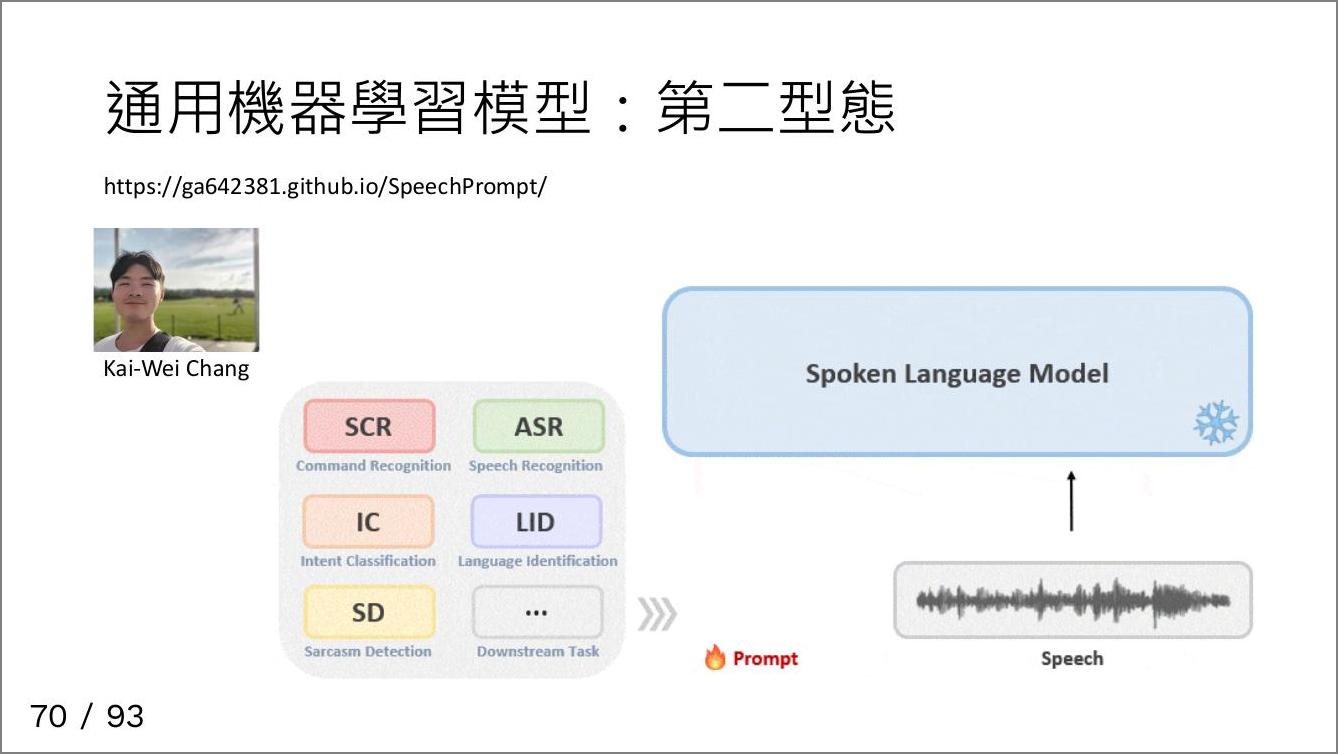 通用機器學習模型：第二型態
https://ga642381.github.io/SpeechPrompt/
Kai-Wei Chang
SCR
ASR
Command Recognition
Speech Recognition
IC
LID
Intent Classification
Language Identification
SD
...
Sarcasm Detection
Downstream Task
Spoken Language Model
Prompt
Speech
70 / 93